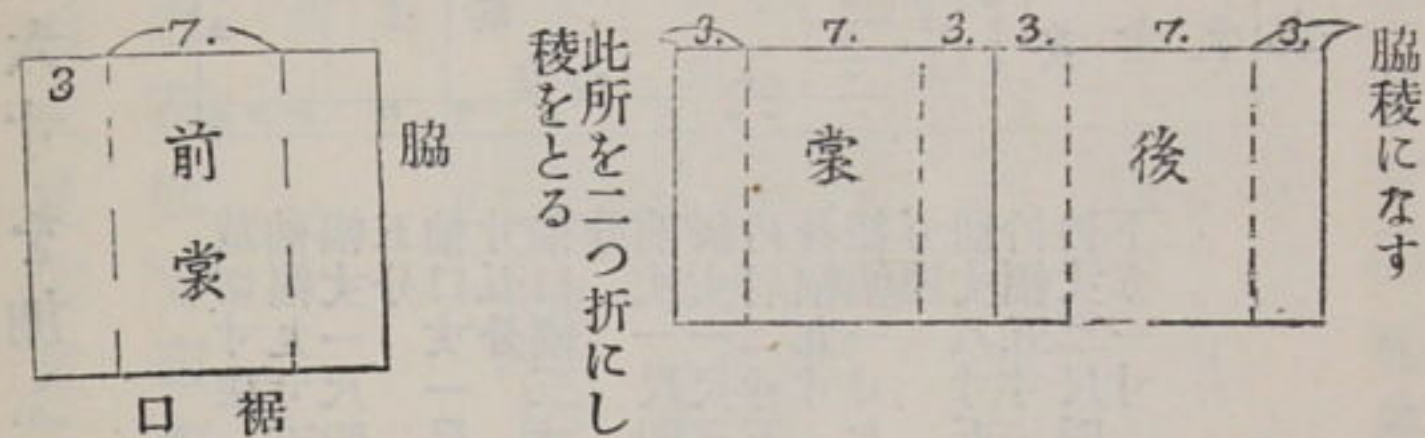 脇稜になす
3. 7. 3. 3. 7. 3.
後
裳
此所を二つ折にし
稜をとる
7.
3
前裳
脇
裾口